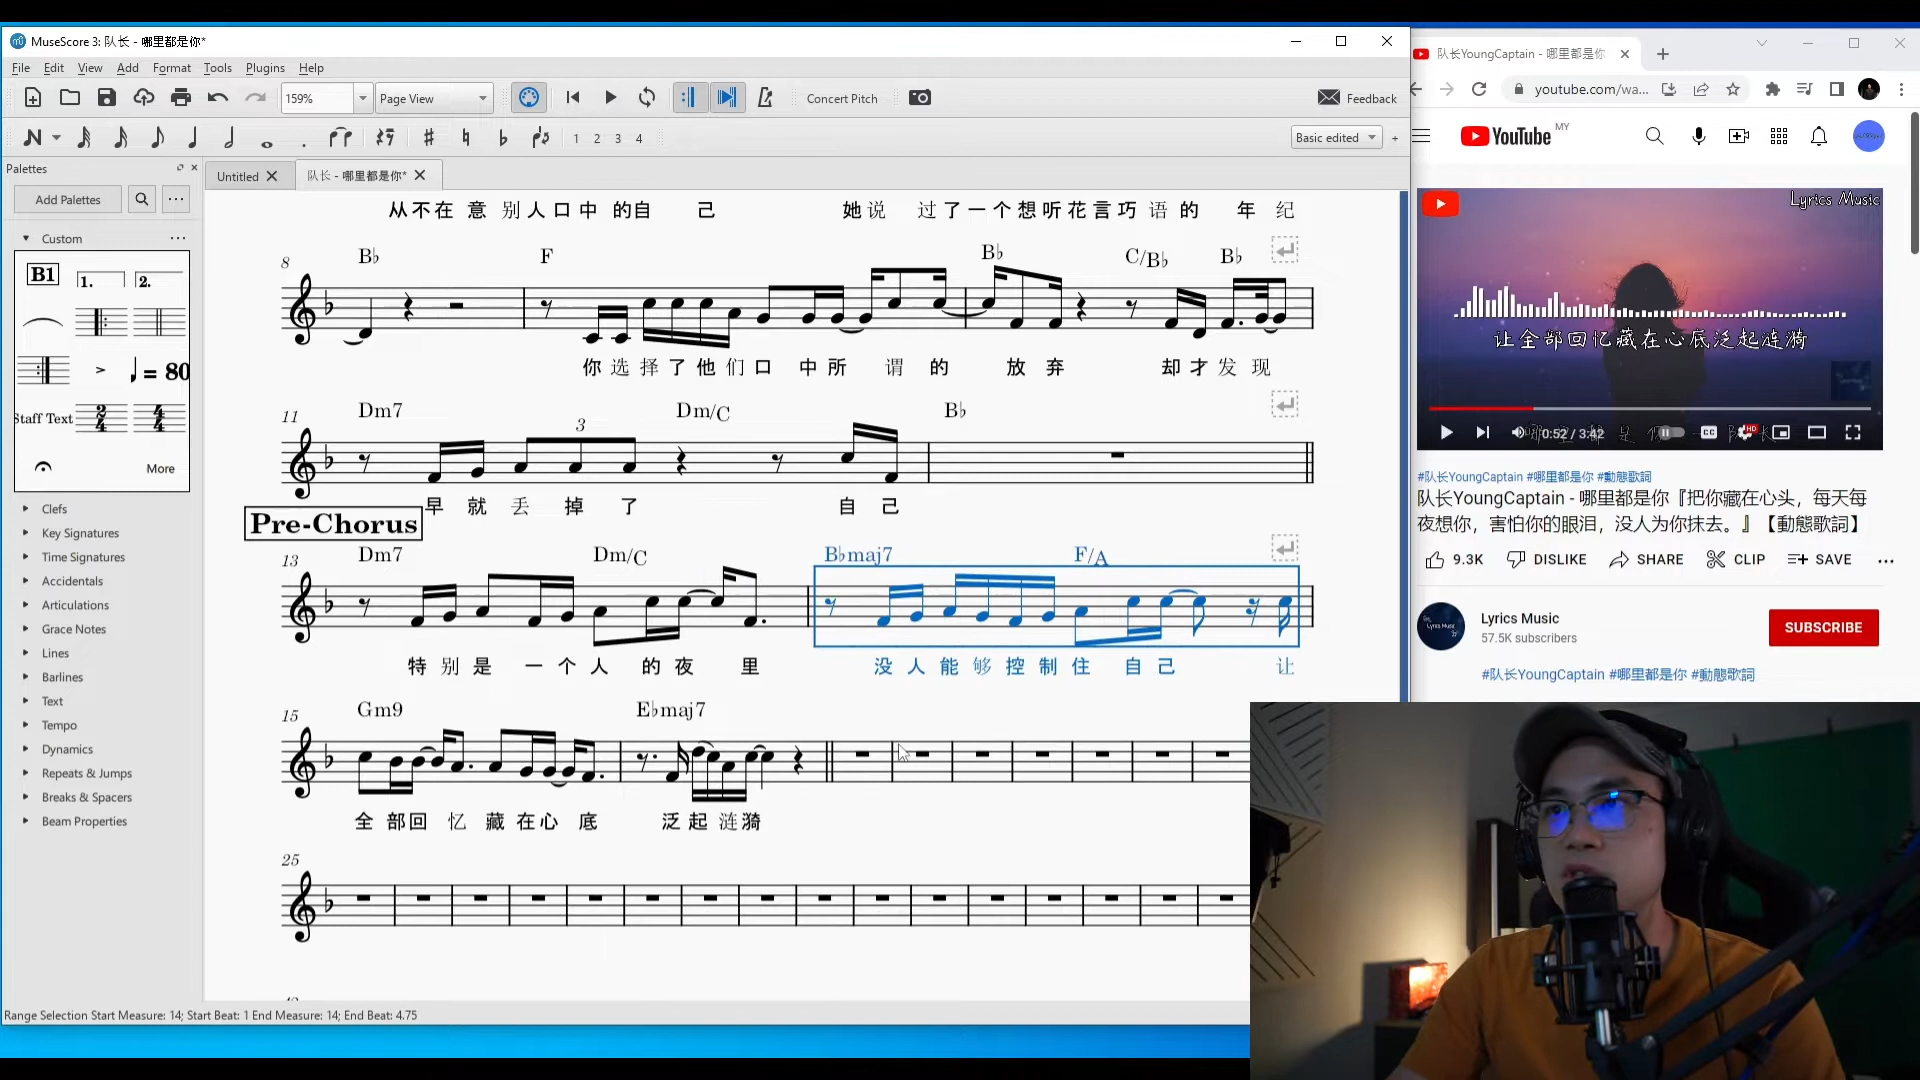 MuseScore 3: 队长 - 哪里都是你*
File Edit View Add Format Tools Plugins Help
159%
Page View
Concert Pitch
Feedback
1 2 3 4
Basic edited
Palettes
Untitled
队长 - 哪里都是你*
Add Palettes
Custom
B1
1.
2.
= 80
Staff Text
2 4
4 4
More
Clefs
Key Signatures
Time Signatures
Accidentals
Articulations
Grace Notes
Lines
Barlines
Text
Tempo
Dynamics
Repeats & Jumps
Breaks & Spacers
Beam Properties
从不在意别人口中的自己 她说过了一个想听花言巧语的年纪
8
B♭ F B♭ C/B♭ B♭
你选择了他们口中所谓的放弃 却才发现
11
Dm7 Dm/C B♭
3
早就丢掉了 自己
Pre-Chorus
13
Dm7 Dm/C B♭maj7 F/A
特别是一个人的夜里 没人能够控制住自己 让
15
Gm9 E♭maj7
全部回忆藏在心底 泛起涟漪
25
Range Selection Start Measure: 14; Start Beat: 1 End Measure: 14; End Beat: 4.75
队长YoungCaptain - 哪里都是你
youtube.com/wa...
YouTube MY
Lyrics Music
让全部回忆藏在心底泛起涟漪
0:52 / 3:42
#队长YoungCaptain #哪里都是你 #動態歌詞
队长YoungCaptain - 哪里都是你『把你藏在心头，每天每
夜想你，害怕你的眼泪，没人为你抹去。』【動態歌詞】
9.3K DISLIKE SHARE CLIP SAVE
Lyrics Music
57.5K subscribers
SUBSCRIBE
#队长YoungCaptain #哪里都是你 #動態歌詞